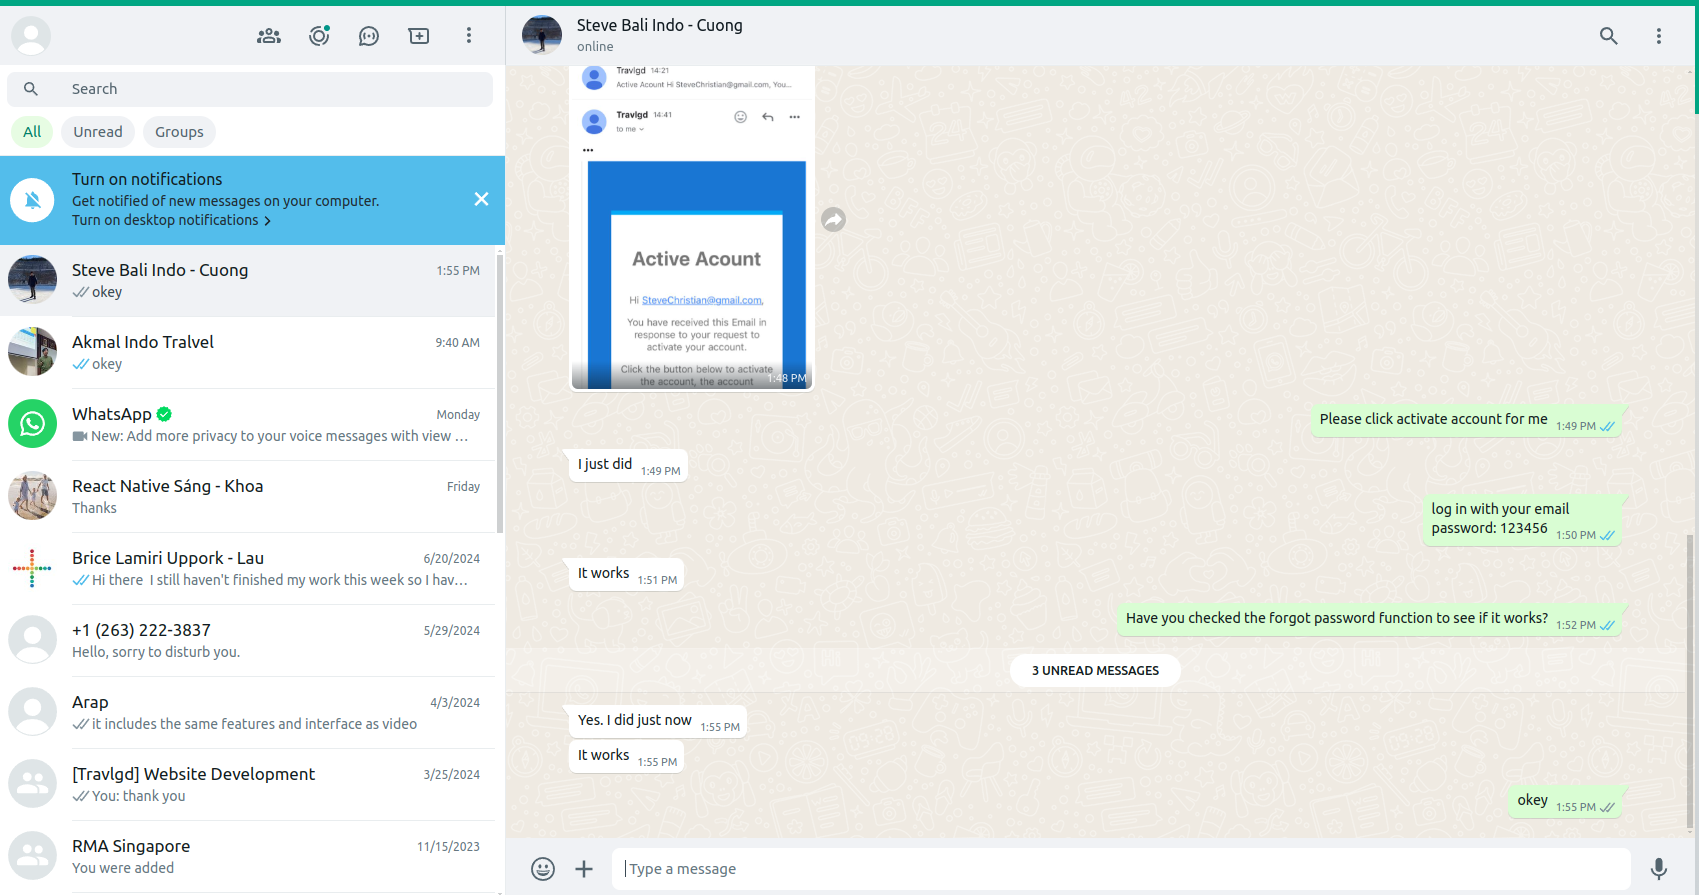 Search
All
Unread
Groups
Turn on notifications
Get notified of new messages on your computer.
Turn on desktop notifications
Steve Bali Indo - Cuong
1:55 PM
okey
Akmal Indo Tralvel
9:40 AM
okey
WhatsApp
Monday
New: Add more privacy to your voice messages with view ...
React Native Sáng - Khoa
Friday
Thanks
Brice Lamiri Uppork - Lau
6/20/2024
Hi there  I still haven't finished my work this week so I hav...
+1 (263) 222-3837
5/29/2024
Hello, sorry to disturb you.
Arap
4/3/2024
it includes the same features and interface as video
[Travlgd] Website Development
3/25/2024
You: thank you
RMA Singapore
11/15/2023
You were added
Steve Bali Indo - Cuong
online
Travlgd 14:21
Active Acount Hi SteveChristian@gmail.com, You...
Travlgd 14:41
to me
Active Acount
Hi SteveChristian@gmail.com,
You have received this Email in
response to your request to
activate your account.
Click the button below to activate
the account, the account
1:48 PM
Please click activate account for me
1:49 PM
I just did
1:49 PM
log in with your email
password: 123456
1:50 PM
It works
1:51 PM
Have you checked the forgot password function to see if it works?
1:52 PM
3 UNREAD MESSAGES
Yes. I did just now
1:55 PM
It works
1:55 PM
okey
1:55 PM
Type a message